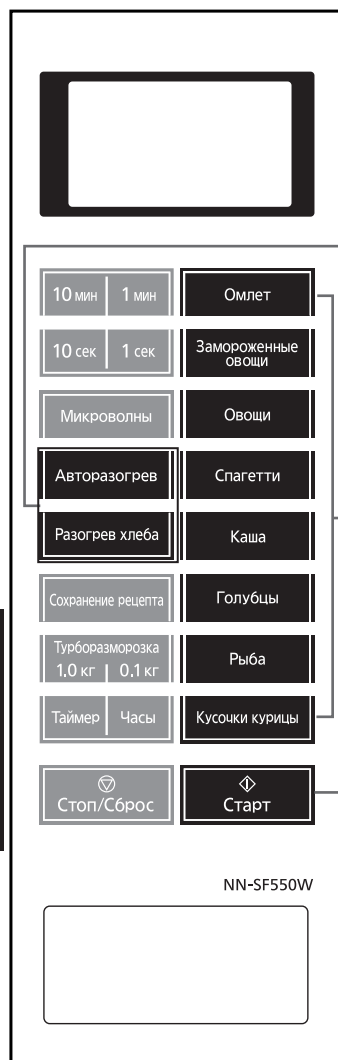 10 мин 1 мин Омлет
10 сек 1 сек Замороженные
овощи
Микроволны Овощи
Авторазогрев Спагетти
Разогрев хлеба Каша
Сохранение рецепта Голубцы
Турборазморозка
1.0 кг 0.1 кг Рыба
Таймер Часы Кусочки курицы
Стоп/Сброс Старт
NN-SF550W